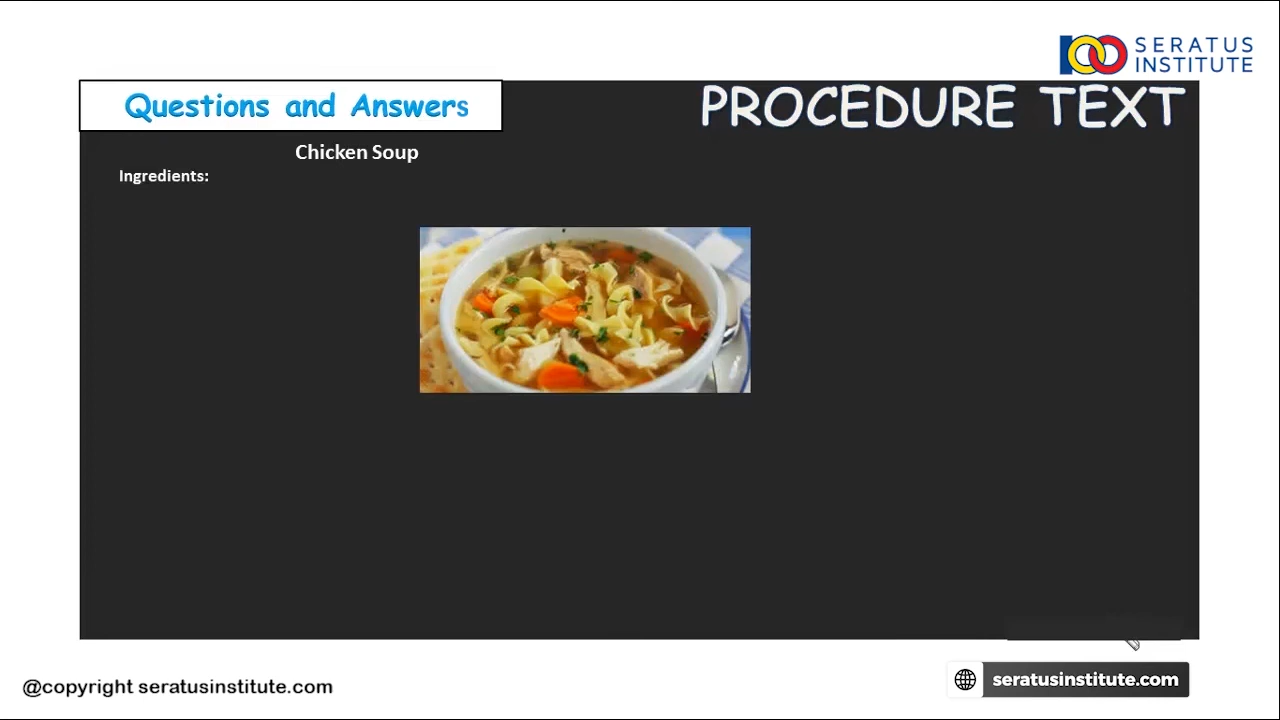 SERATUS
INSTITUTE
Questions and Answers
PROCEDURE TEXT
Chicken Soup
Ingredients:
@copyright seratusinstitute.com
seratusinstitute.com